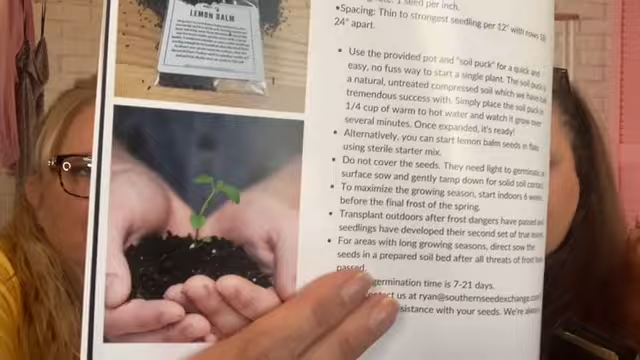 LEMON BALM
1 seed per inch.
•Spacing: Thin to strongest seedling per 12" with rows 18-
24" apart.
• Use the provided pot and "soil puck" for a quick and
easy, no fuss way to start a single plant. The soil puck is
a natural, untreated compressed soil which we have had
tremendous success with. Simply place the soil puck in
1/4 cup of warm to hot water and watch it grow over
several minutes. Once expanded, it's ready!
• Alternatively, you can start lemon balm seeds in flats
using sterile starter mix.
• Do not cover the seeds. They need light to germinate, so
surface sow and gently tamp down for solid soil contact.
• To maximize the growing season, start indoors 6 weeks
before the final frost of the spring.
• Transplant outdoors after frost dangers have passed and
seedlings have developed their second set of true leaves.
• For areas with long growing seasons, direct sow the
seeds in a prepared soil bed after all threats of frost have
passed.
germination time is 7-21 days.
us at ryan@southernseedexchange.com
assistance with your seeds. We're always